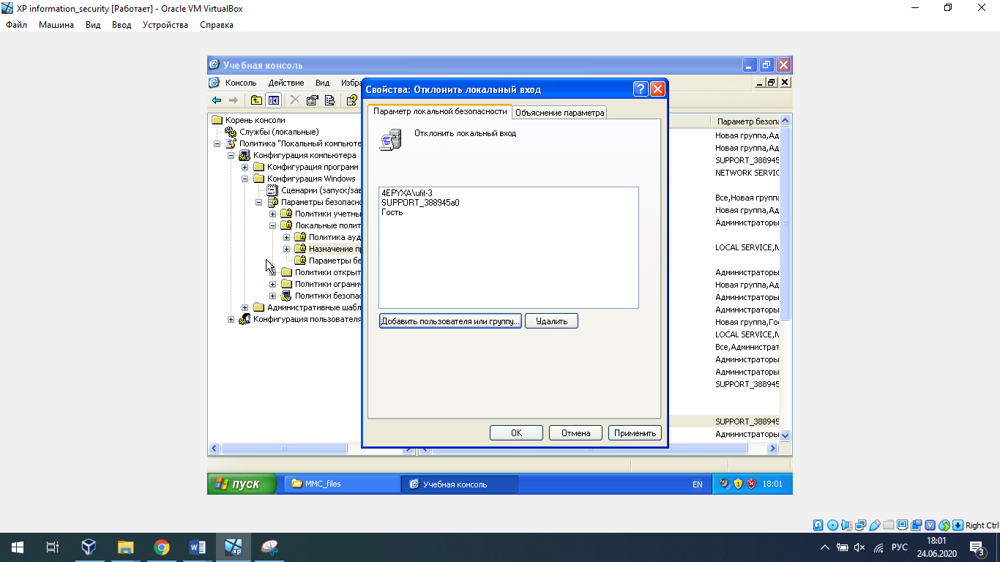 XP information_security [Работает] - Oracle VM VirtualBox
Файл Машина Вид Ввод Устройства Справка
Учебная консоль
Консоль Действие Вид Избра
Свойства: Отклонить локальный вход
Параметр локальной безопасности Объяснение параметра
Отклонить локальный вход
4EPYXA\ufit-3
SUPPORT_388945a0
Гость
Добавить пользователя или группу... Удалить
OK Отмена Применить
Корень консоли
Службы (локальные)
Политика "Локальный компьюте
Конфигурация компьютера
Конфигурация программ
Конфигурация Windows
Сценарии (запуск/зав
Параметры безопасно
Политики учетны
Локальные полит
Политика ауд
Назначение пр
Параметры бе
Политики открыт
Политики огранич
Политики безопас
Административные шабл
Конфигурация пользователя
Параметр безопа
Новая группа,Ад
Новая группа,Ад
SUPPORT_388945
NETWORK SERVIC
Все,Новая группа
Новая группа,Ад
Администраторы
LOCAL SERVICE,N
Администраторы
Новая группа,Ад
Администраторы
Администраторы
Новая группа,Го
LOCAL SERVICE,N
Все,Администрат
Администраторы
Администраторы
SUPPORT_388945
SUPPORT_388945
Администраторы
пуск MMC_files Учебная консоль EN 18:01
Right Ctrl
РУС 18:01
24.06.2020
3